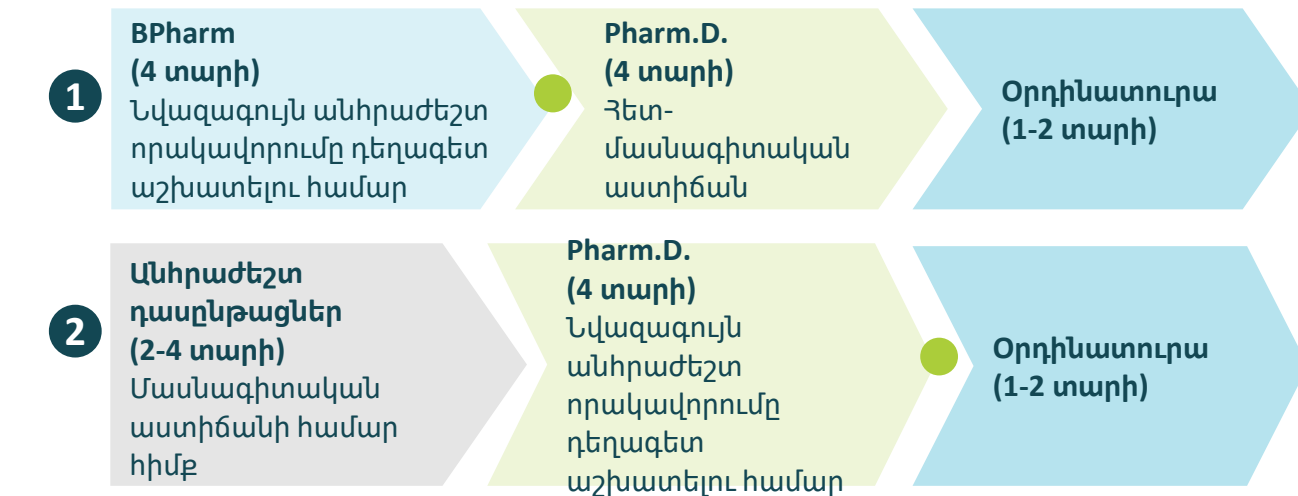 1
BPharm
(4 տարի)
Նվազագույն անհրաժեշտ
որակավորումը դեղագետ
աշխատելու համար
Pharm.D.
(4 տարի)
Հետ-
մասնագիտական
աստիճան
Օրդինատուրա
(1-2 տարի)
2
Անհրաժեշտ
դասընթացներ
(2-4 տարի)
Մասնագիտական
աստիճանի համար
հիմք
Pharm.D.
(4 տարի)
Նվազագույն
անհրաժեշտ
որակավորումը
դեղագետ
աշխատելու համար
Օրդինատուրա
(1-2 տարի)